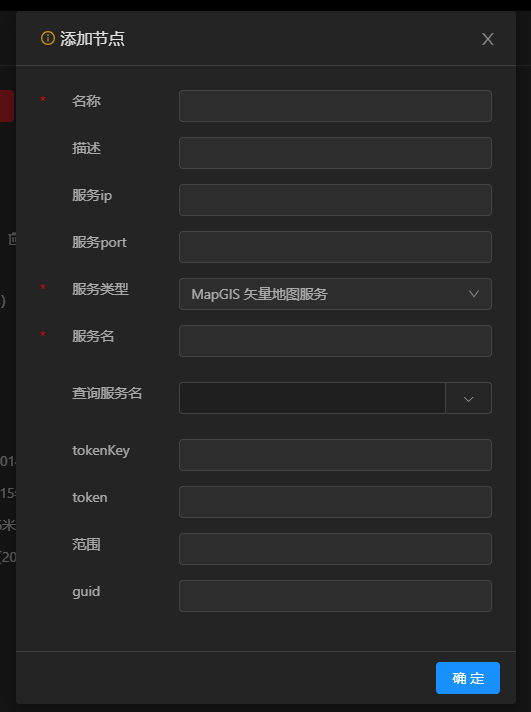 添加节点
* 名称
描述
服务ip
服务port
* 服务类型 MapGIS 矢量地图服务
* 服务名
查询服务名
tokenKey
token
范围
guid
确 定